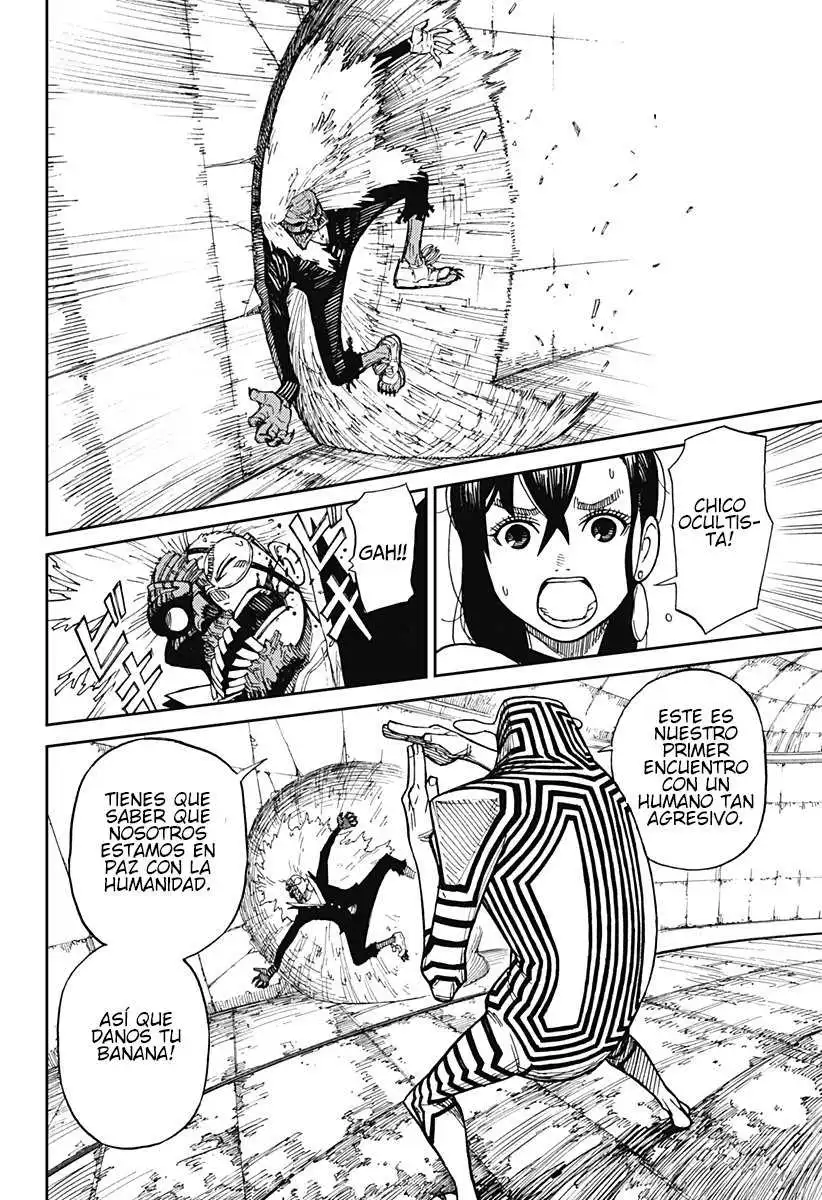 CHICO
OCULTIS-
TA!
GAH!!
ESTE ES
NUESTRO
PRIMER
ENCUENTRO
CON UN
HUMANO TAN
AGRESIVO.
TIENES QUE
SABER QUE
NOSOTROS
ESTAMOS EN
PAZ CON LA
HUMANIDAD.
ASÍ QUE
DANOS TU
BANANA!